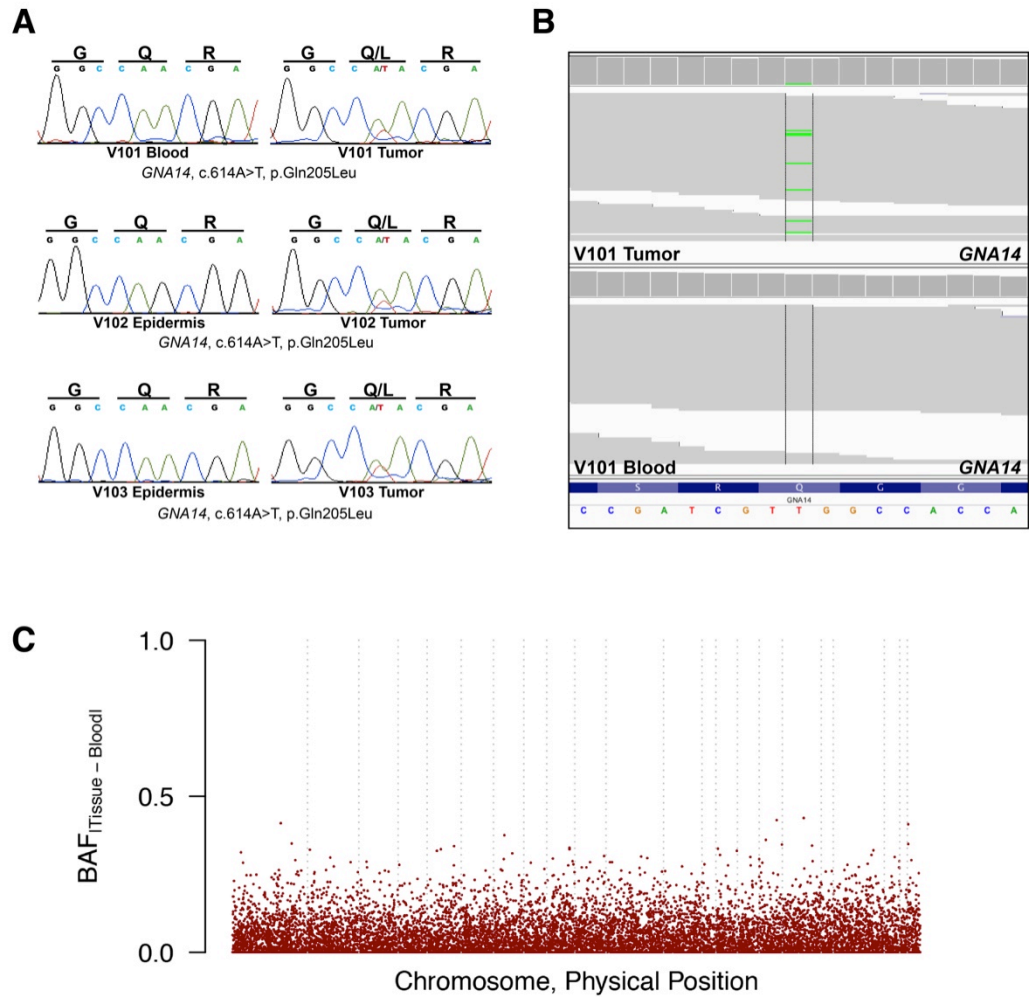 A
G Q R
G G C C A A C G A
V101 Blood
G Q/L R
G G C C A/T A C G A
V101 Tumor
GNA14, c.614A>T, p.Gln205Leu
G Q R
G G C C A A C G A
V102 Epidermis
G Q/L R
G G C C A/T A C G A
V102 Tumor
GNA14, c.614A>T, p.Gln205Leu
G Q R
G G C C A A C G A
V103 Epidermis
G Q/L R
G G C C A/T A C G A
V103 Tumor
GNA14, c.614A>T, p.Gln205Leu
B
V101 Tumor GNA14
V101 Blood GNA14
S R Q G G
GNA14
C C G A T C G T T G G C C A C C A
C
1.0
0.5
0.0
BAF|Tissue − Blood|
Chromosome, Physical Position